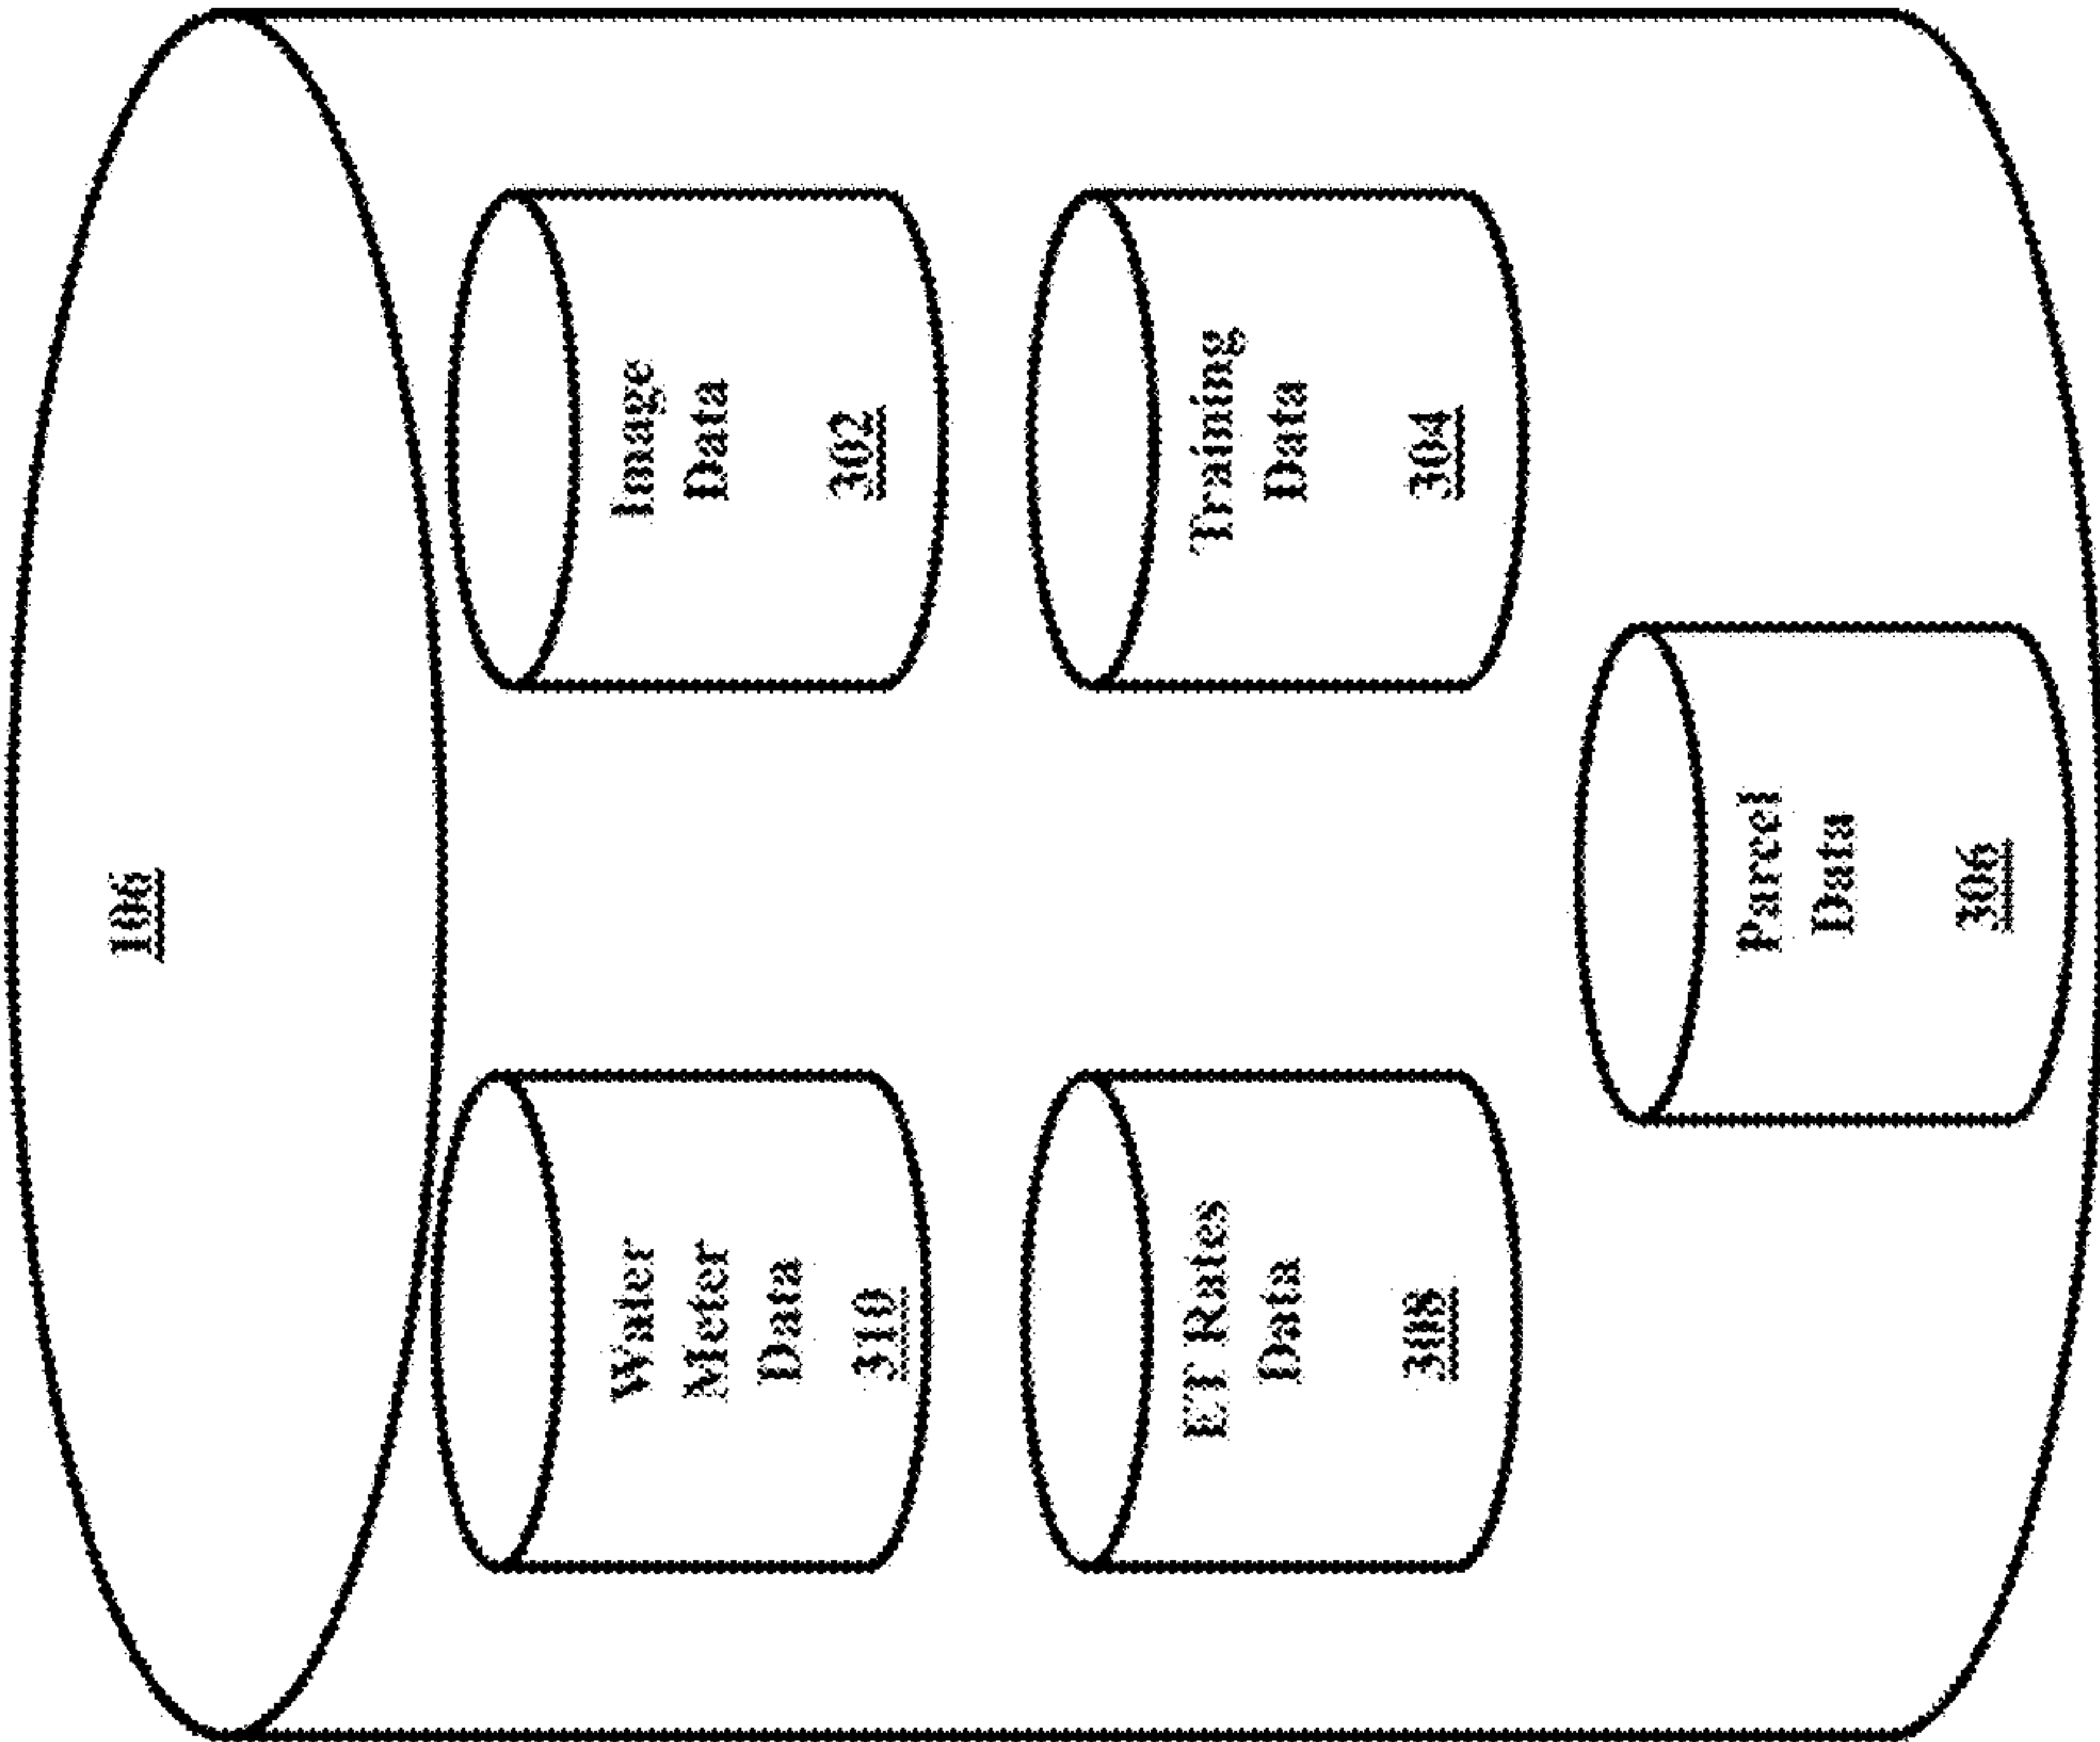 106
Water
Meter
Data
310
Image
Data
302
ET Rates
Data
308
Training
Data
304
Parcel
Data
306